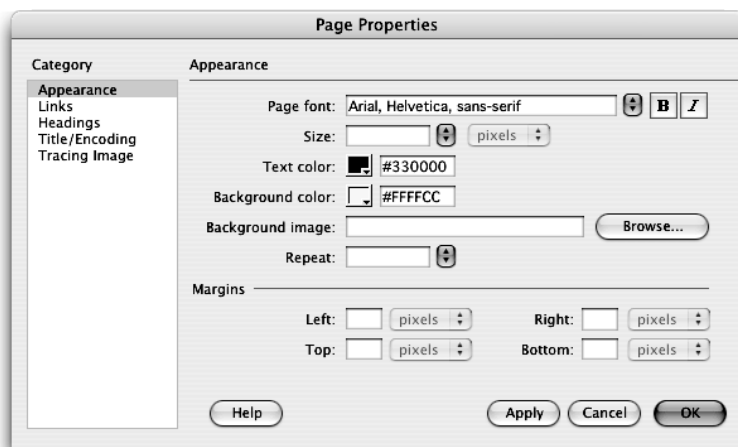 Page Properties
Category
Appearance
Links
Headings
Title/Encoding
Tracing Image
Appearance
Page font: Arial, Helvetica, sans-serif B I
Size: pixels
Text color: #330000
Background color: #FFFFCC
Background image: Browse...
Repeat:
Margins
Left: pixels Right: pixels
Top: pixels Bottom: pixels
Help Apply Cancel OK